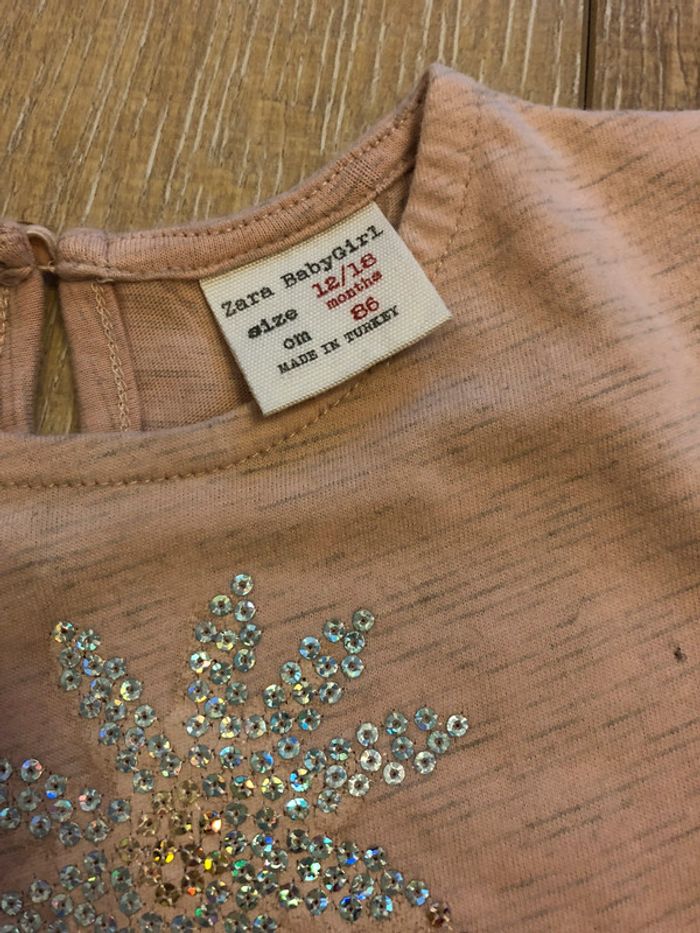 Zara BabyGirl
size 12/18
months
cm 86
MADE IN TURKEY